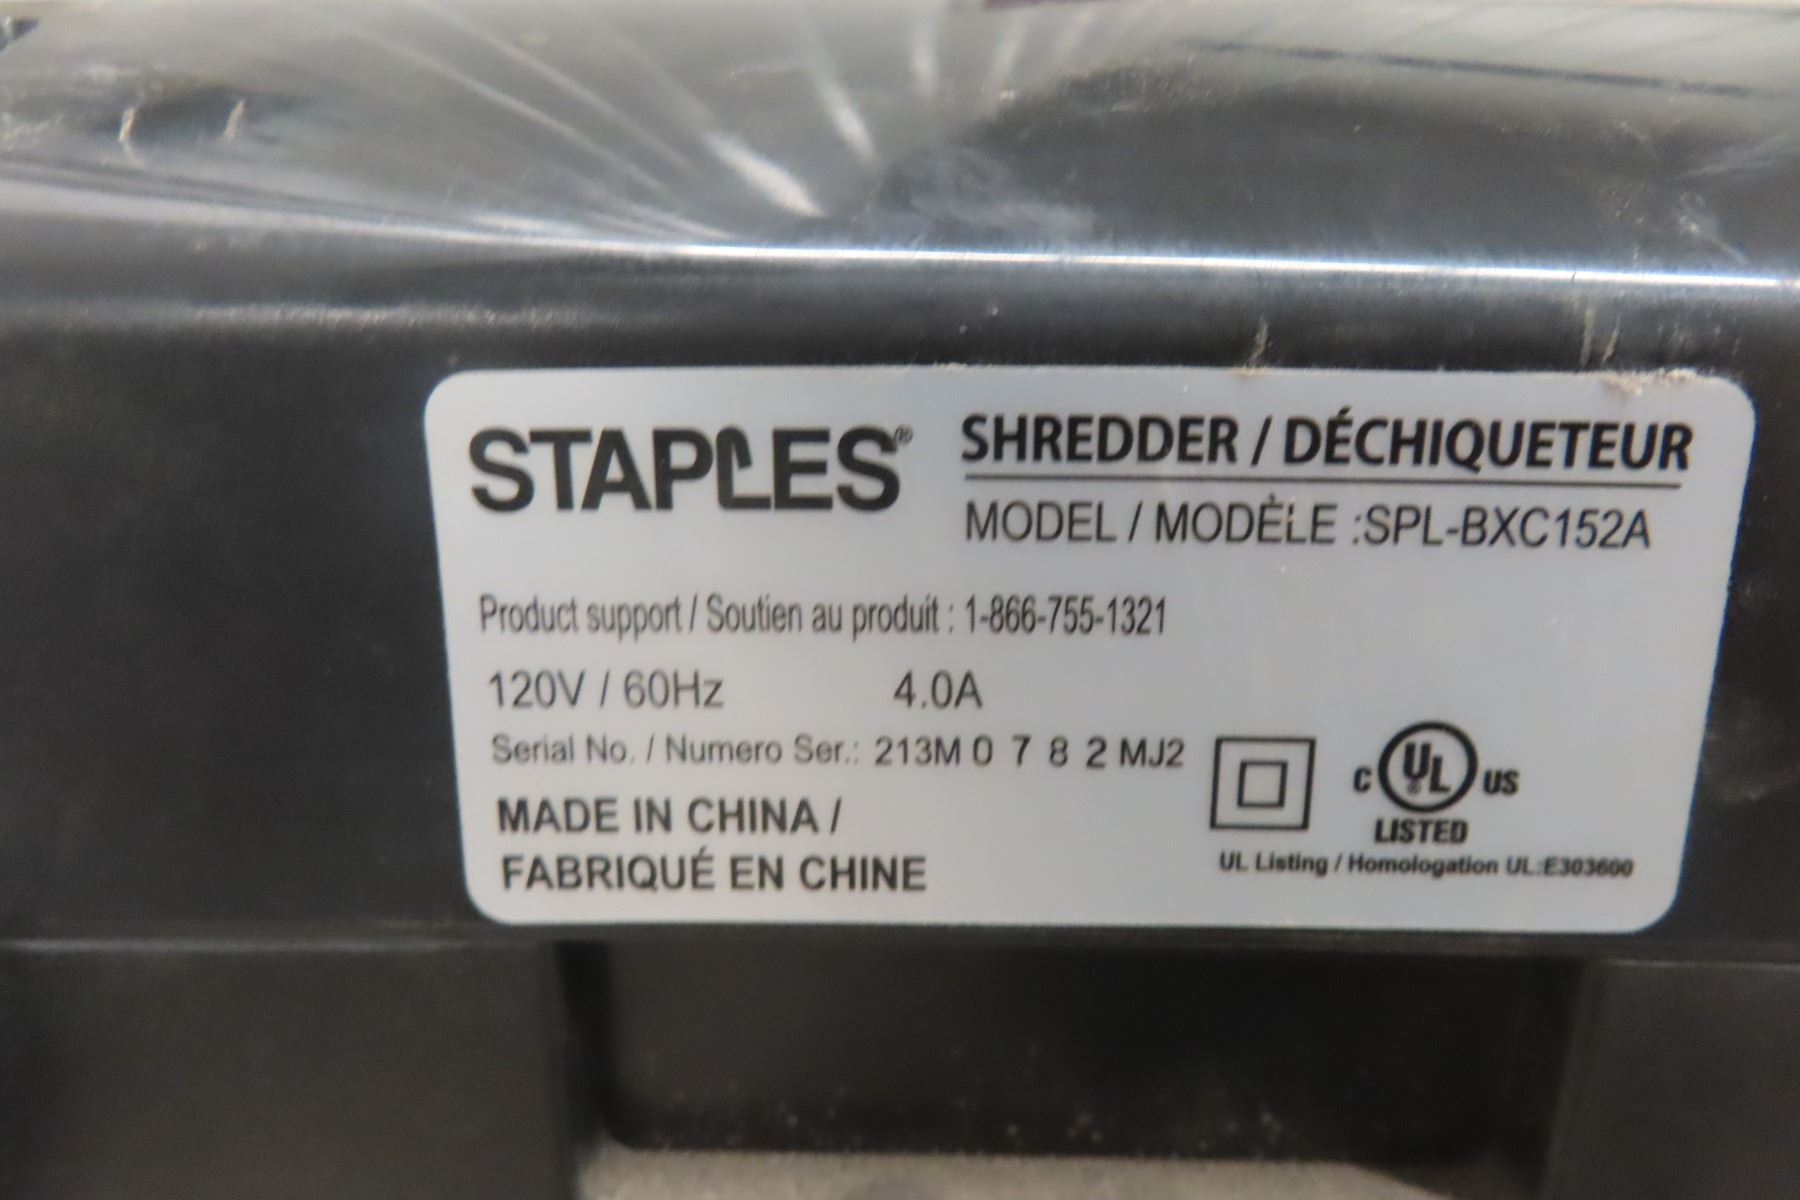 STAPLES®
SHREDDER / DÉCHIQUETEUR
MODEL / MODÈLE :SPL-BXC152A
Product support / Soutien au produit : 1-866-755-1321
120V / 60Hz 4.0A
Serial No. / Numero Ser.: 213M 0 7 8 2 MJ2
MADE IN CHINA /
FABRIQUÉ EN CHINE
C UL® US
LISTED
UL Listing / Homologation UL:E303600